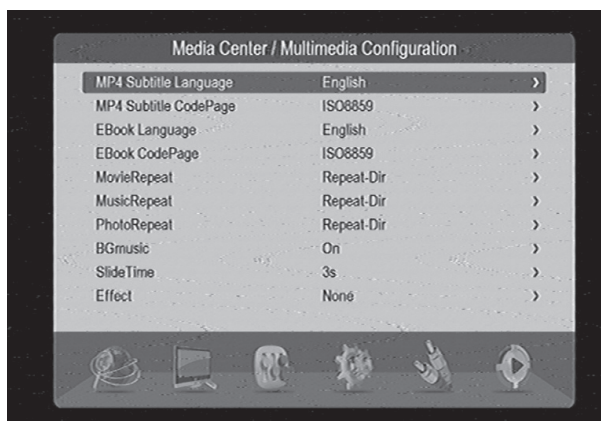 Media Center / Multimedia Configuration
MP4 Subtitle Language English
MP4 Subtitle CodePage ISO8859
EBook Language English
EBook CodePage ISO8859
MovieRepeat Repeat-Dir
MusicRepeat Repeat-Dir
PhotoRepeat Repeat-Dir
BGmusic On
SlideTime 3s
Effect None